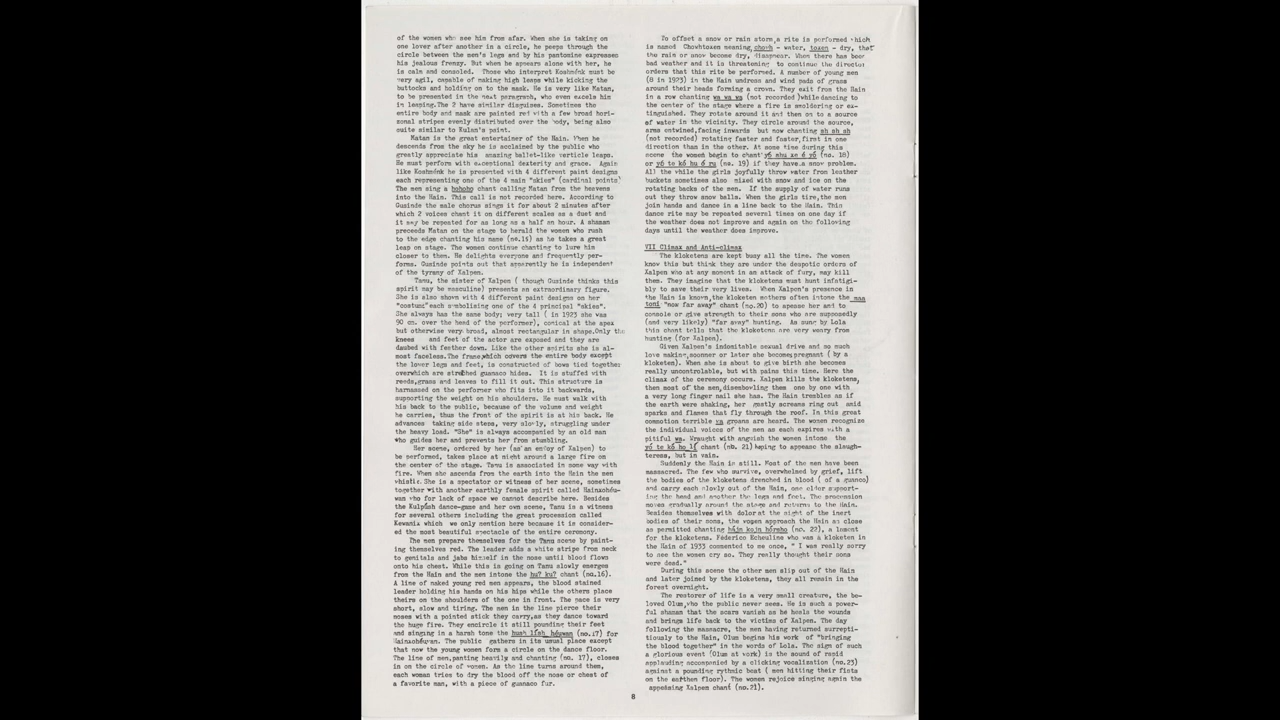 of the women who see him from afar. When she is taking on
one lover after another in a circle, he peeps through the
circle between the men's legs and by his pantomine expresses
his jealous frenzy. But when he appears alone with her, he
is calm and consoled. Those who interpret Koshménk must be
very agil, capable of making high leaps while kicking the
buttocks and holding on to the mask. He is very like Matan,
to be presented in the next paragraph, who even excels him
in leaping.The 2 have similar disguises. Sometimes the
entire body and mask are painted red with a few broad hori-
zonal stripes evenly distributed over the body, being also
quite similar to Kulan's paint.
Matan is the great entertainer of the Hain. When he
descends from the sky he is acclaimed by the public who
greatly appreciate his amazing ballet-like verticle leaps.
He must perform with exceptional dexterity and grace. Again
like Koshménk he is presented with 4 different paint designs
each representing one of the 4 main "skies" (cardinal points)
The men sing a hohoho chant calling Matan from the heavens
into the Hain. This call is not recorded here. According to
Gusinde the male chorus sings it for about 2 minutes after
which 2 voices chant it on different scales as a duet and
it may be repeated for as long as a half an hour. A shaman
preceeds Matan on the stage to herald the women who rush
to the edge chanting his name (no.15) as he takes a great
leap on stage. The women continue chanting to lure him
closer to them. He delights everyone and frequently per-
forms. Gusinde points out that apparently he is independent
of the tyrany of Xalpen.
Tanu, the sister of Xalpen ( though Gusinde thinks this
spirit may be masculine) presents an extraordinary figure.
She is also shown with 4 different paint designs on her
"costume" each symbolising one of the 4 principal "skies".
She always has the same body; very tall ( in 1923 she was
90 cm. over the head of the performer), conical at the apex
but otherwise very broad, almost rectangular in shape.Only the
knees and feet of the actor are exposed and they are
daubed with feather down. Like the other spirits she is al-
most faceless.The frame,which covers the entire body except
the lower legs and feet, is constructed of bows tied together
overwhich are streched guanaco hides. It is stuffed with
reeds,grass and leaves to fill it out. This structure is
harnassed on the performer who fits into it backwards,
supporting the weight on his shoulders. He must walk with
his back to the public, because of the volume and weight
he carries, thus the front of the spirit is at his back. He
advances taking side steps, very slowly, struggling under
the heavy load. "She" is always accompanied by an old man
who guides her and prevents her from stumbling.
Her scene, ordered by her (as an envoy of Xalpen) to
be performed, takes place at night around a large fire on
the center of the stage. Tanu is associated in some way with
fire. When she ascends from the earth into the Hain the men
whistle. She is a spectator or witness of her scene, sometimes
together with another earthly female spirit called Hainxohéu-
wan who for lack of space we cannot describe here. Besides
the Kulpúsh dance-game and her own scene, Tanu is a witness
for several others including the great procession called
Kewanix which we only mention here because it is consider-
ed the most beautiful spectacle of the entire ceremony.
The men prepare themselves for the Tanu scene by paint-
ing themselves red. The leader adds a white stripe from neck
to genitals and jabs himself in the nose until blood flows
onto his chest. While this is going on Tanu slowly emerges
from the Hain and the men intone the hu? ku? chant (no.16).
A line of naked young red men appears, the blood stained
leader holding his hands on his hips while the others place
theirs on the shoulders of the one in front. The pace is very
short, slow and tiring. The men in the line pierce their
noses with a pointed stick they carry,as they dance toward
the huge fire. They encircle it still pounding their feet
and singing in a harsh tone the hush lísh héuwan (no.17) for
Hainxohéuwan. The public gathers in its usual place except
that now the young women form a circle on the dance floor.
The line of men,panting heavily and chanting (no. 17), closes
in on the circle of women. As the line turns around them,
each woman tries to dry the blood off the nose or chest of
a favorite man, with a piece of guanaco fur.
To offset a snow or rain storm,a rite is performed which
is named Chowhtoxen meaning chowh - water, toxen - dry, that
the rain or snow become dry, disappear. When there has been
bad weather and it is threatening to continue the director
orders that this rite be performed. A number of young men
(8 in 1923) in the Hain undress and wind pads of grass
around their heads forming a crown. They exit from the Hain
in a row chanting wa wa wa (not recorded)while dancing to
the center of the stage where a fire is smoldering or ex-
tinguished. They rotate around it and then on to a source
of water in the vicinity. They circle around the source,
arms entwined,facing inwards but now chanting sh sh sh
(not recorded) rotating faster and faster,first in one
direction than in the other. At some time during this
scene the women begin to chant yó shu xe é yó (no. 18)
or yó te kó hu é ru (no. 19) if they have a snow problem.
All the while the girls joyfully throw water from leather
buckets sometimes also mixed with snow and ice on the
rotating backs of the men. If the supply of water runs
out they throw snow balls. When the girls tire,the men
join hands and dance in a line back to the Hain. This
dance rite may be repeated several times on one day if
the weather does not improve and again on the following
days until the weather does improve.
VII Climax and Anti-climax
The kloketens are kept busy all the time. The women
know this but think they are under the despotic orders of
Xalpen who at any moment in an attack of fury, may kill
them. They imagine that the kloketens must hunt infatigi-
bly to save their very lives. When Xalpen's presence in
the Hain is known,the kloketen mothers often intone the maa
toni "now far away" chant (no.20) to apease her and to
console or give strength to their sons who are supposedly
(and very likely) "far away" hunting. As sung by Lola
this chant tells that the kloketens are very weary from
hunting (for Xalpen).
Given Xalpen's indomitable sexual drive and so much
love making,soonner or later she becomes pregnant ( by a
kloketen). When she is about to give birth she becomes
really uncontrolable, but with pains this time. Here the
climax of the ceremony occurs. Xalpen kills the kloketens,
then most of the men,disembowling them one by one with
a very long finger nail she has. The Hain trembles as if
the earth were shaking, her gastly screams ring out amid
sparks and flames that fly through the roof. In this great
commotion terrible wa groans are heard. The women recognize
the individual voices of the men as each expires with a
pitiful wa. Wraught with anguish the women intone the
yó te kó ho lí chant (nb. 21)hoping to appease the slaugh-
teress, but in vain.
Suddenly the Hain is still. Most of the men have been
massacred. The few who survive, overwhelmed by grief, lift
the bodies of the kloketens drenched in blood ( of a guanco)
and carry each slowly out of the Hain, one elder support-
ing the head and another the legs and feet. The procession
moves gradually around the stage and returns to the Hain.
Besides themselves with dolor at the sight of the inert
bodies of their sons, the women approach the Hain as close
as permitted chanting háin koin hórsho (no. 22), a lament
for the kloketens. Féderico Echeuline who was a kloketen in
the Hain of 1933 commented to me once, " I was really sorry
to see the women cry so. They really thought their sons
were dead."
During this scene the other men slip out of the Hain
and later joined by the kloketens, they all remain in the
forest overnight.
The restorer of life is a very small creature, the be-
loved Olum,who the public never sees. He is such a power-
ful shaman that the scars vanish as he heals the wounds
and brings life back to the victims of Xalpen. The day
following the massacre, the men having returned surrepti-
tiously to the Hain, Olum begins his work of "bringing
the blood together" in the words of Lola. The sign of such
a glorious event (Olum at work) is the sound of rapid
applauding accompanied by a clicking vocalization (no.23)
against a pounding rythmic beat ( men hitting their fists
on the earthen floor). The women rejoice singing again the
appeasing Xalpen chant (no.21).
8